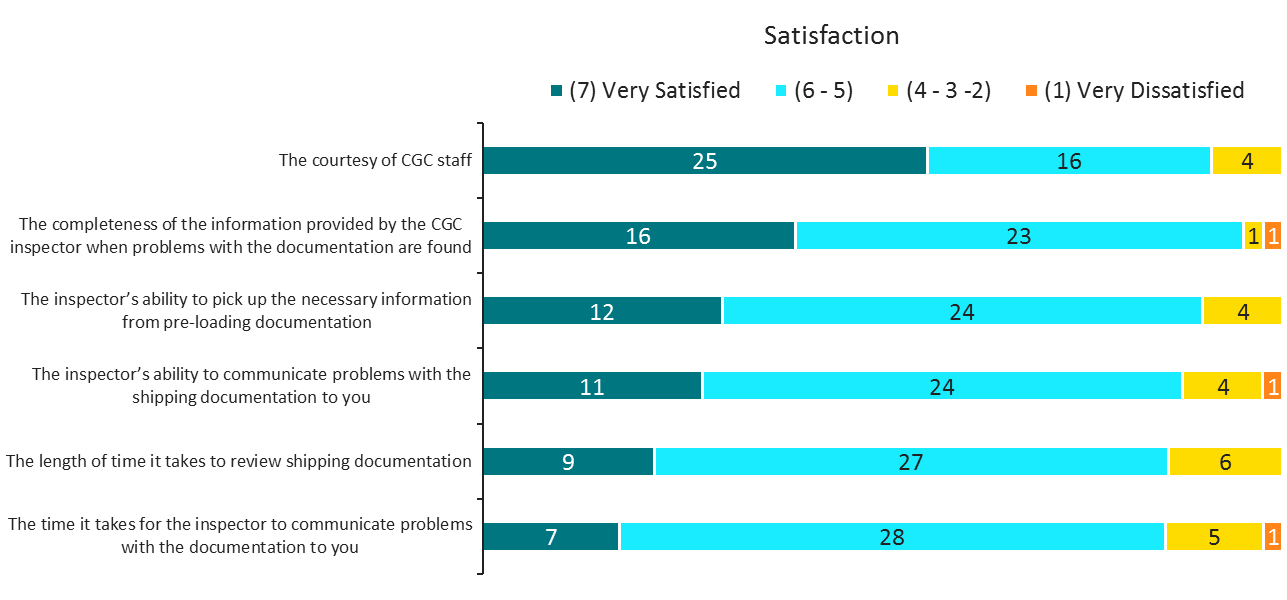 Satisfaction
(7) Very Satisfied (6 - 5) (4 - 3 -2) (1) Very Dissatisfied
The courtesy of CGC staff
25 16 4
The completeness of the information provided by the CGC
inspector when problems with the documentation are found
16 23 1 1
The inspector’s ability to pick up the necessary information
from pre-loading documentation
12 24 4
The inspector’s ability to communicate problems with the
shipping documentation to you
11 24 4 1
The length of time it takes to review shipping documentation
9 27 6
The time it takes for the inspector to communicate problems
with the documentation to you
7 28 5 1